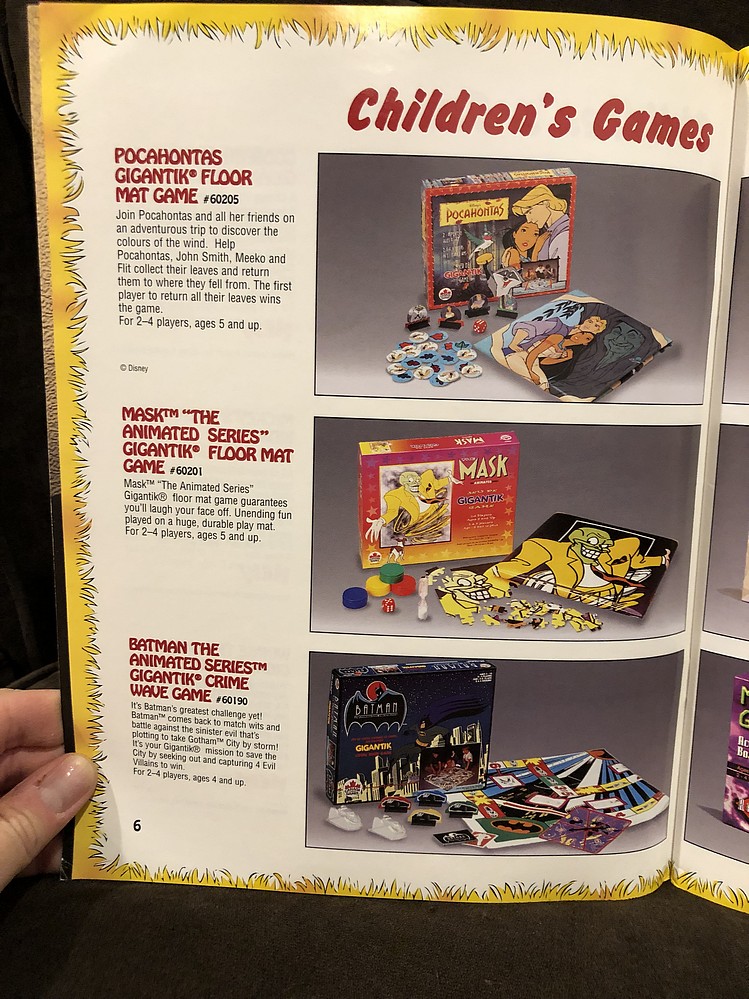 Children's Games
POCAHONTAS
GIGANTIK® FLOOR
MAT GAME #60205
Join Pocahontas and all her friends on
an adventurous trip to discover the
colours of the wind. Help
Pocahontas, John Smith, Meeko and
Flit collect their leaves and return
them to where they fell from. The first
player to return all their leaves wins
the game.
For 2–4 players, ages 5 and up.
© Disney
POCAHONTAS
GIGANTIK
MASK™ “THE
ANIMATED SERIES”
GIGANTIK® FLOOR MAT
GAME #60201
Mask™ “The Animated Series”
Gigantik® floor mat game guarantees
you'll laugh your face off. Unending fun
played on a huge, durable play mat.
For 2–4 players, ages 5 and up.
MASK
MASK
GIGANTIK
GAME
BATMAN THE
ANIMATED SERIES™
GIGANTIK® CRIME
WAVE GAME #60190
It's Batman's greatest challenge yet!
Batman™ comes back to match wits and
battle against the sinister evil that's
plotting to take Gotham™ City by storm!
It's your Gigantik® mission to save the
City by seeking out and capturing 4 Evil
Villains to win.
For 2–4 players, ages 4 and up.
BATMAN
GIGANTIK
6